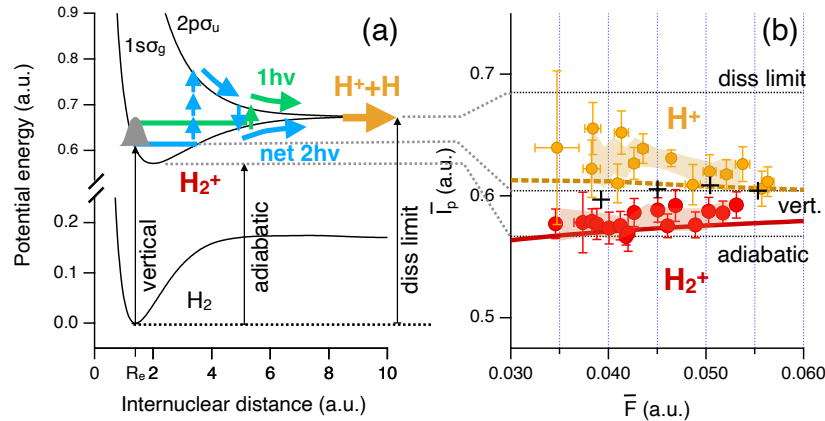 (a)
2pσu
1sσg
1hν
H⁺+H
net 2hν
H₂⁺
vertical
adiabatic
diss limit
H₂
Potential energy (a.u.)
0.9
0.8
0.7
0.6
0.2
0.1
0.0
0
Rₑ
2
4
6
8
10
Internuclear distance (a.u.)
(b)
diss limit
H⁺
vert.
adiabatic
H₂⁺
I̅p (a.u.)
0.7
0.6
0.5
0.030
0.040
0.050
0.060
F̅ (a.u.)